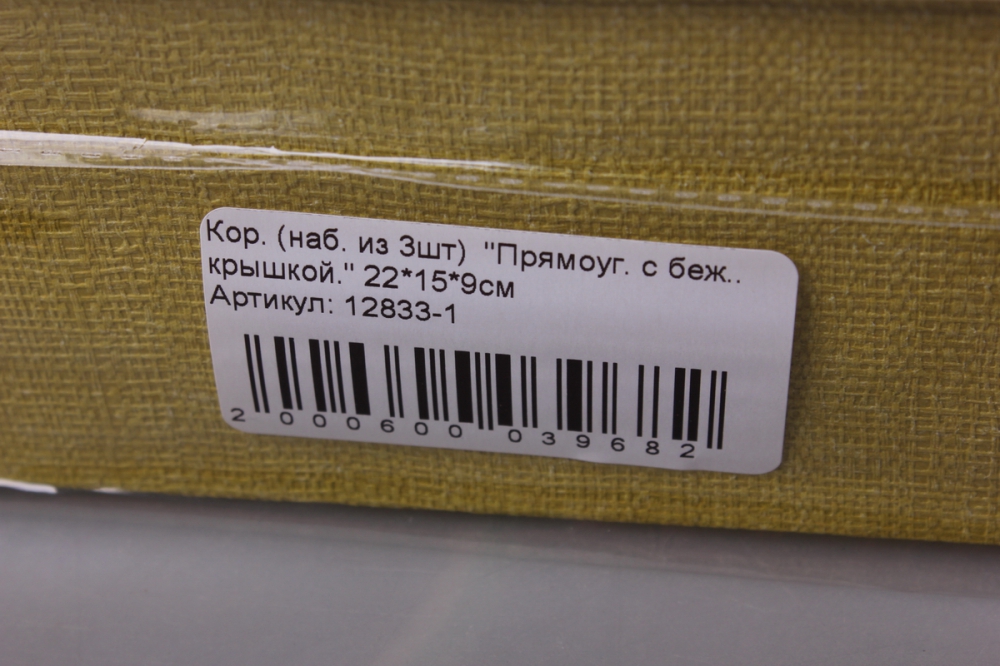 Кор. (наб. из 3шт) "Прямоуг. с беж..
крышкой." 22*15*9см
Артикул: 12833-1
2 000600 039682